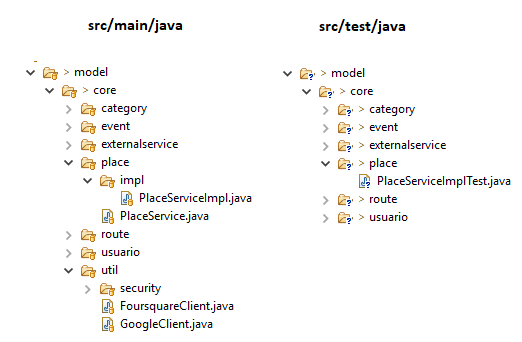 src/main/java
> model
> core
category
event
externalservice
place
impl
PlaceServiceImpl.java
PlaceService.java
route
usuario
util
security
FoursquareClient.java
GoogleClient.java
src/test/java
> model
> core
> category
> event
> externalservice
> place
PlaceServiceImplTest.java
> route
> usuario